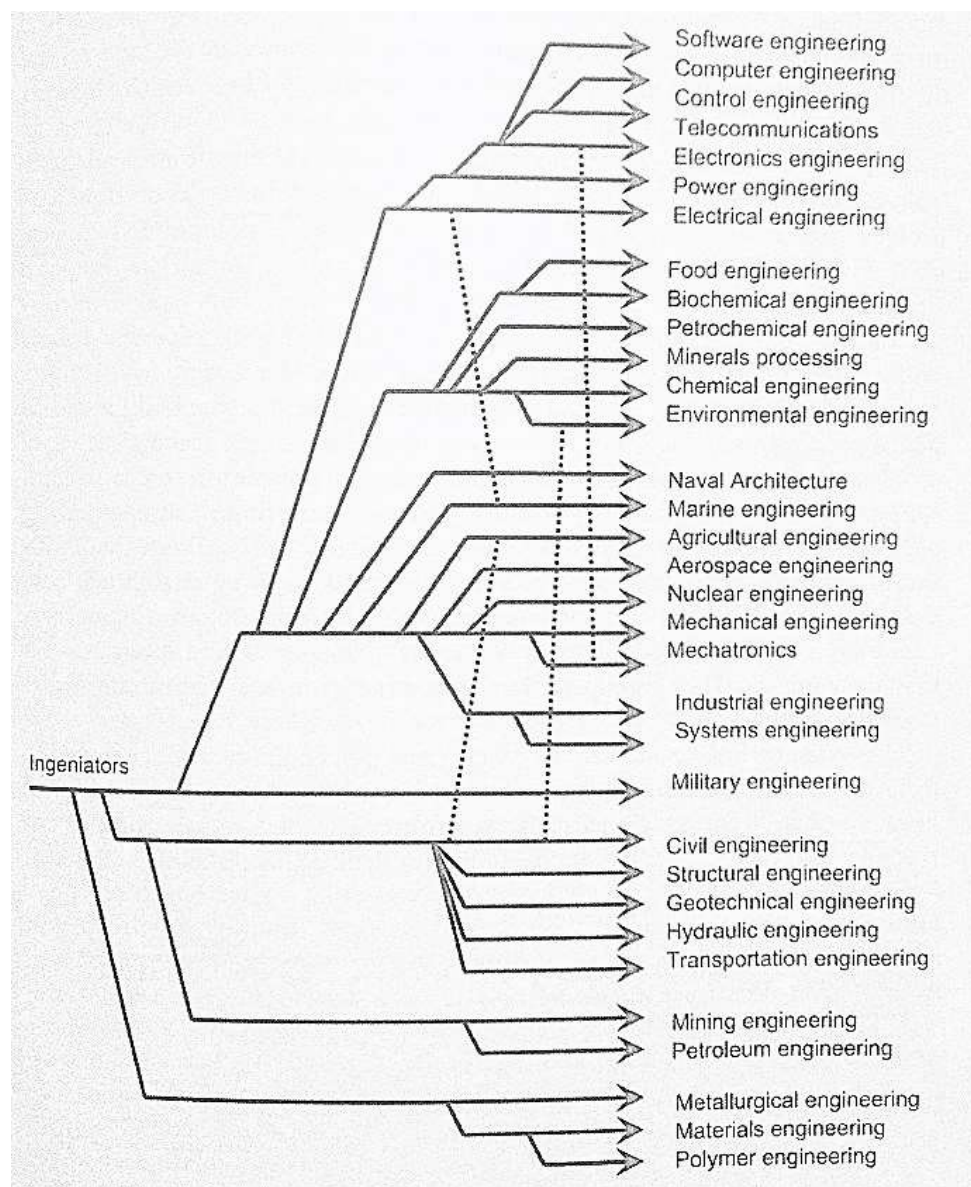 Software engineering
Computer engineering
Control engineering
Telecommunications
Electronics engineering
Power engineering
Electrical engineering
Food engineering
Biochemical engineering
Petrochemical engineering
Minerals processing
Chemical engineering
Environmental engineering
Naval Architecture
Marine engineering
Agricultural engineering
Aerospace engineering
Nuclear engineering
Mechanical engineering
Mechatronics
Industrial engineering
Systems engineering
Ingeniators
Military engineering
Civil engineering
Structural engineering
Geotechnical engineering
Hydraulic engineering
Transportation engineering
Mining engineering
Petroleum engineering
Metallurgical engineering
Materials engineering
Polymer engineering